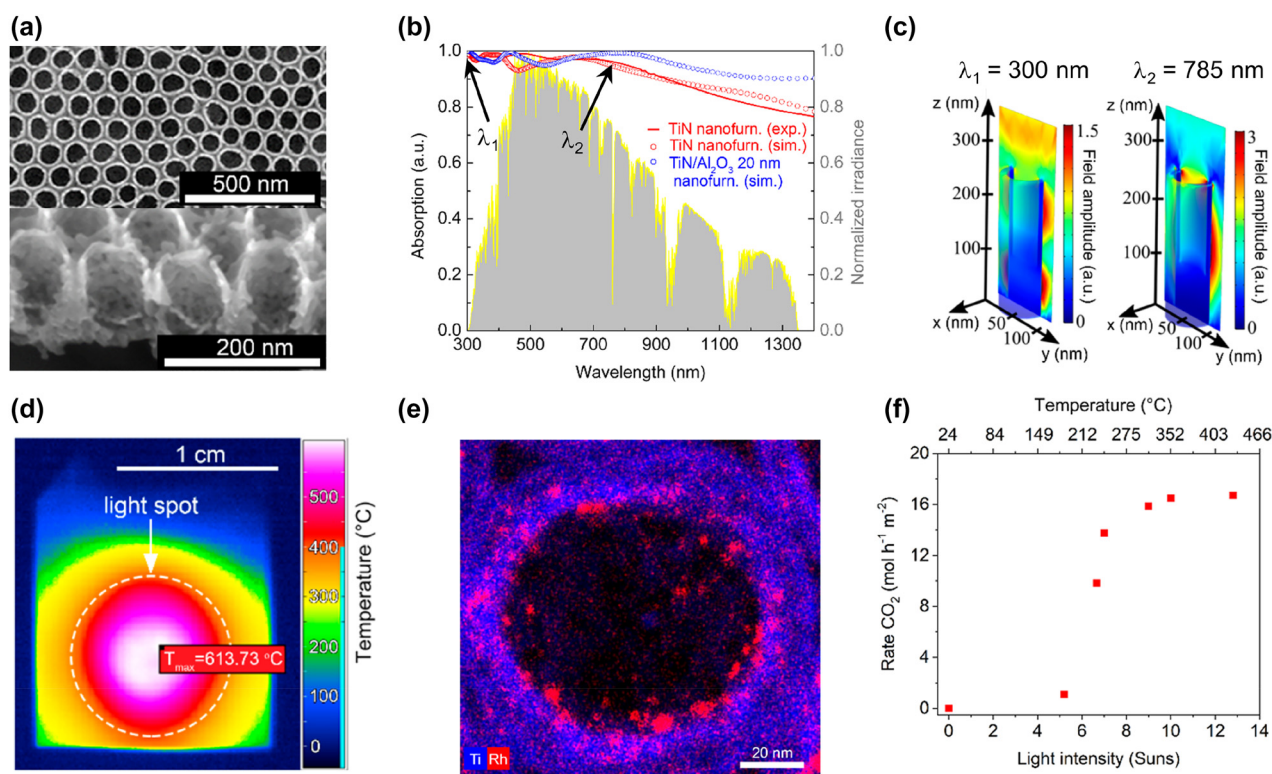 (a)
500 nm
200 nm
(b)
1.0
0.8
0.6
0.4
0.2
0.0
Absorption (a.u.)
λ1
λ2
TiN nanofurn. (exp.)
TiN nanofurn. (sim.)
TiN/Al2O3 20 nm
nanofurn. (sim.)
1.0
0.8
0.6
0.4
0.2
0.0
Normalized irradiance
300 500 700 900 1100 1300
Wavelength (nm)
(c)
λ1 = 300 nm
z (nm)
300
200
100
x (nm)
50
100
y (nm)
1.5
0
Field amplitude (a.u.)
λ2 = 785 nm
z (nm)
300
200
100
x (nm)
50
100
y (nm)
3
0
Field amplitude (a.u.)
(d)
1 cm
light spot
Tmax=613.73 °C
500
400
300
200
100
0
Temperature (°C)
(e)
Ti Rh
20 nm
(f)
Temperature (°C)
24 84 149 212 275 352 403 466
20
16
12
8
4
0
Rate CO2 (mol h-1 m-2)
0 2 4 6 8 10 12 14
Light intensity (Suns)